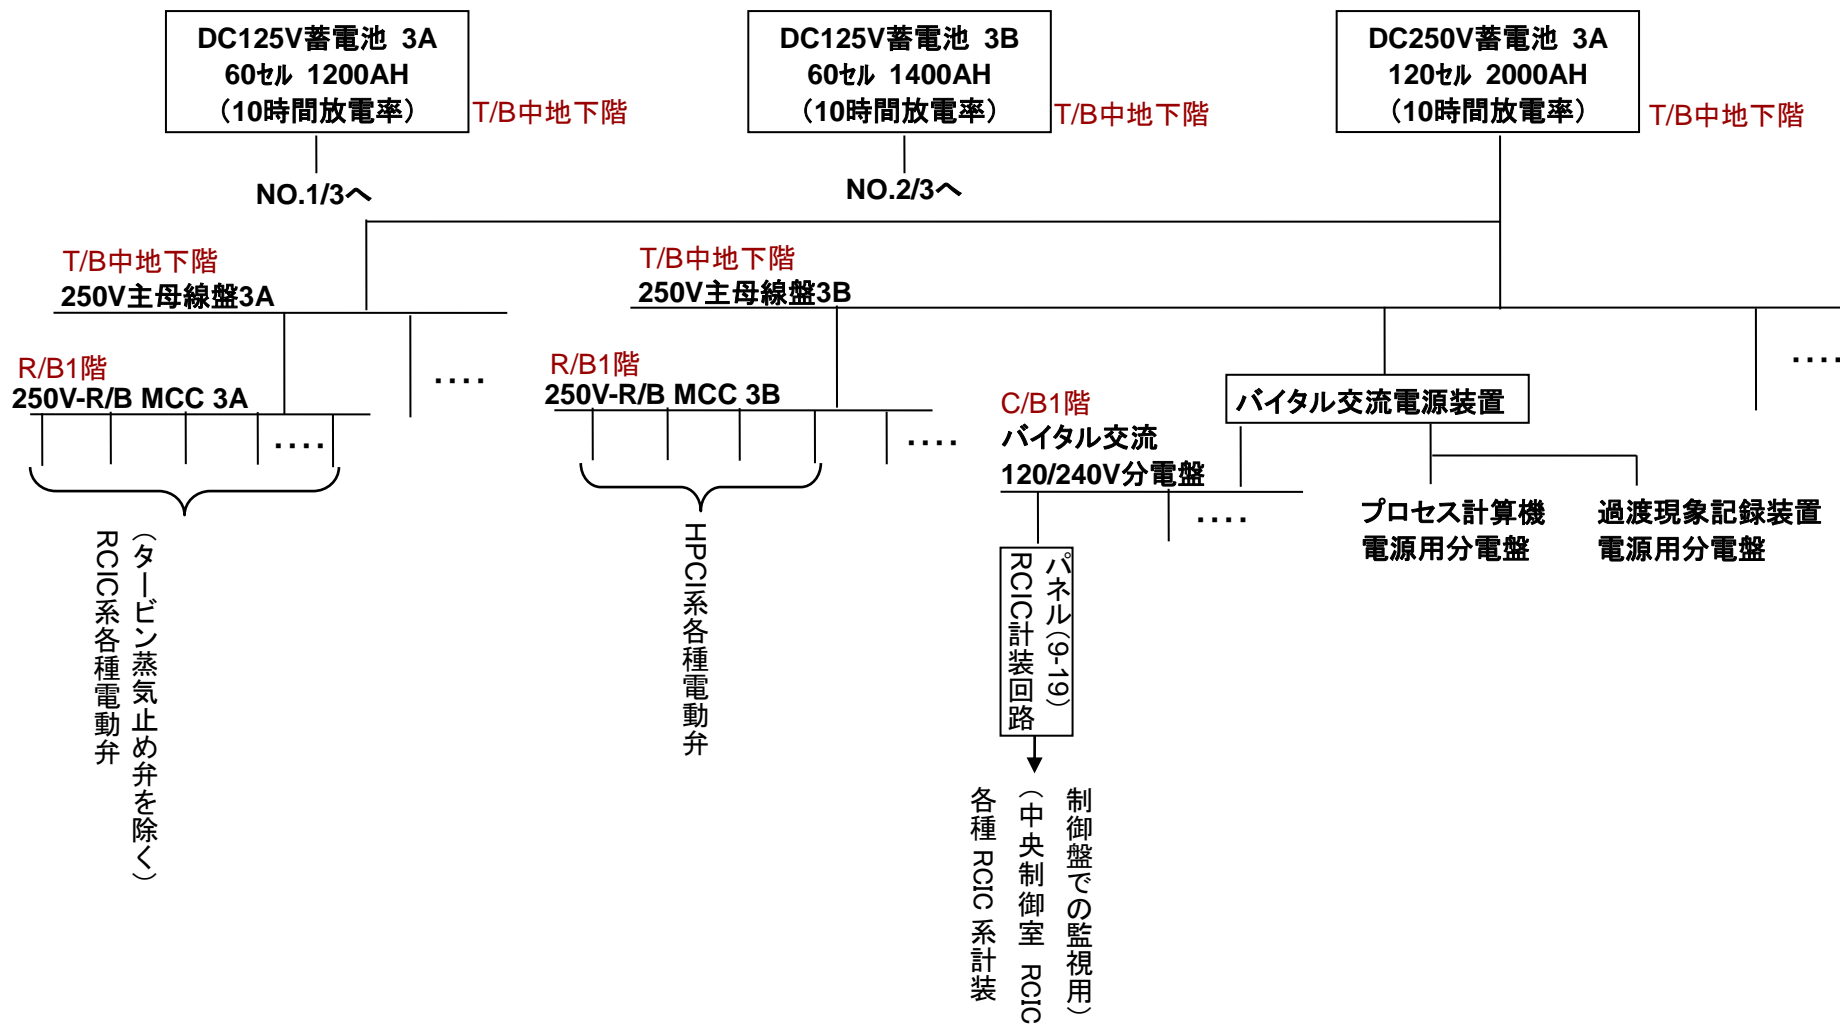 DC125V蓄電池 3A
60ｾﾙ 1200AH
（10時間放電率）
T/B中地下階
DC125V蓄電池 3B
60ｾﾙ 1400AH
（10時間放電率）
T/B中地下階
DC250V蓄電池 3A
120ｾﾙ 2000AH
（10時間放電率）
T/B中地下階
NO.1/3へ
NO.2/3へ
T/B中地下階
250V主母線盤3A
T/B中地下階
250V主母線盤3B
R/B1階
250V-R/B MCC 3A
‥‥
‥‥
R/B1階
250V-R/B MCC 3B
‥‥
‥‥
C/B1階
バイタル交流
120/240V分電盤
‥‥
バイタル交流電源装置
プロセス計算機
電源用分電盤
過渡現象記録装置
電源用分電盤
RCIC系各種電動弁
（タービン蒸気止め弁を除く）
HPCI系各種電動弁
パネル（9-19）
RCIC計装回路
各種 RCIC 系計装
（中央制御室 RCIC
制御盤での監視用）